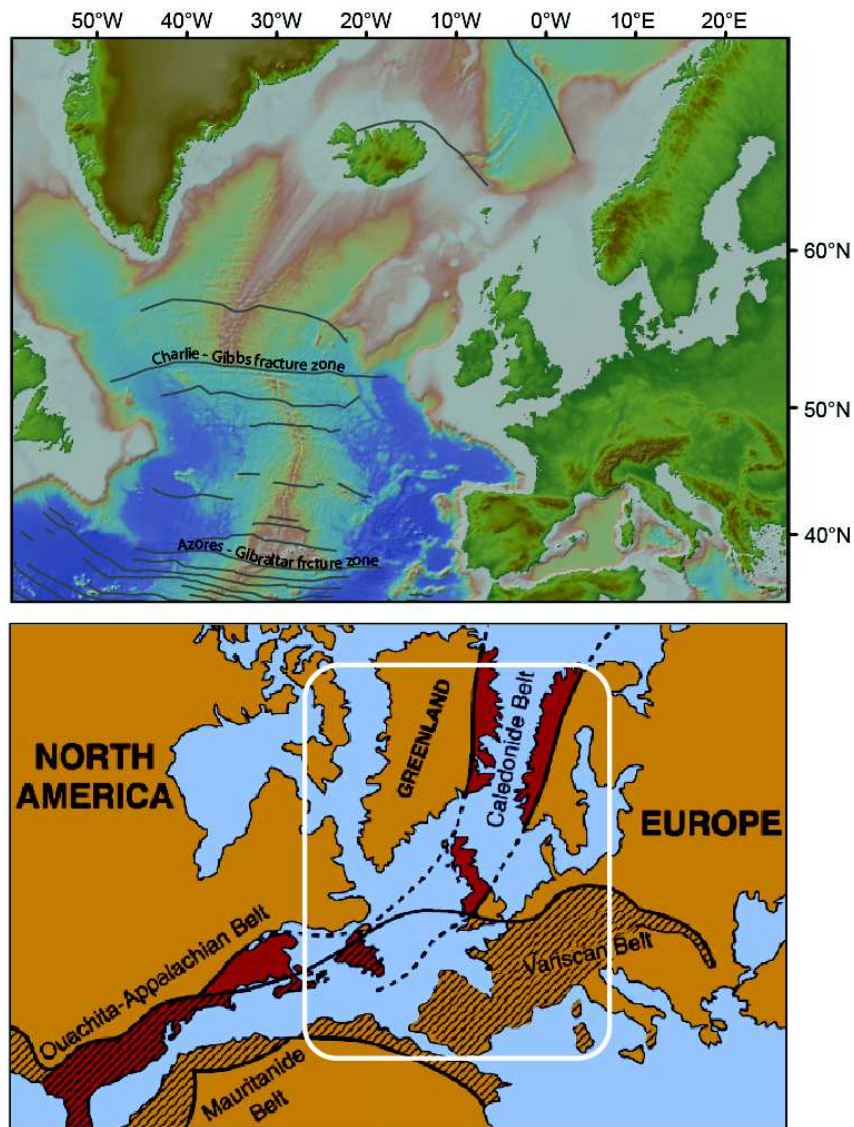 50°W 40°W 30°W 20°W 10°W 0°W 10°E 20°E
60°N
Charlie - Gibbs fracture zone
50°N
40°N
Azores - Gibraltar frcture zone
NORTH
AMERICA
GREENLAND
Caledonide Belt
EUROPE
Ouachita-Appalachian Belt
Variscan Belt
Mauritanide
Belt